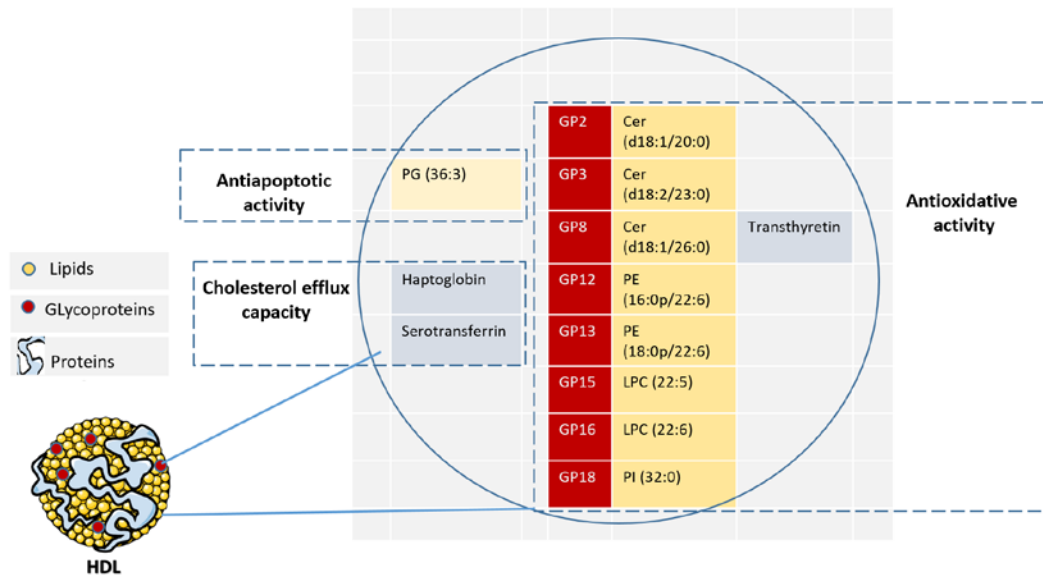 Antiapoptotic
activity
PG (36:3)
Cholesterol efflux
capacity
Haptoglobin
Serotransferrin
GP2
Cer
(d18:1/20:0)
GP3
Cer
(d18:2/23:0)
GP8
Cer
(d18:1/26:0)
Transthyretin
GP12
PE
(16:0p/22:6)
GP13
PE
(18:0p/22:6)
GP15
LPC (22:5)
GP16
LPC (22:6)
GP18
PI (32:0)
Antioxidative
activity
Lipids
GLycoproteins
Proteins
HDL